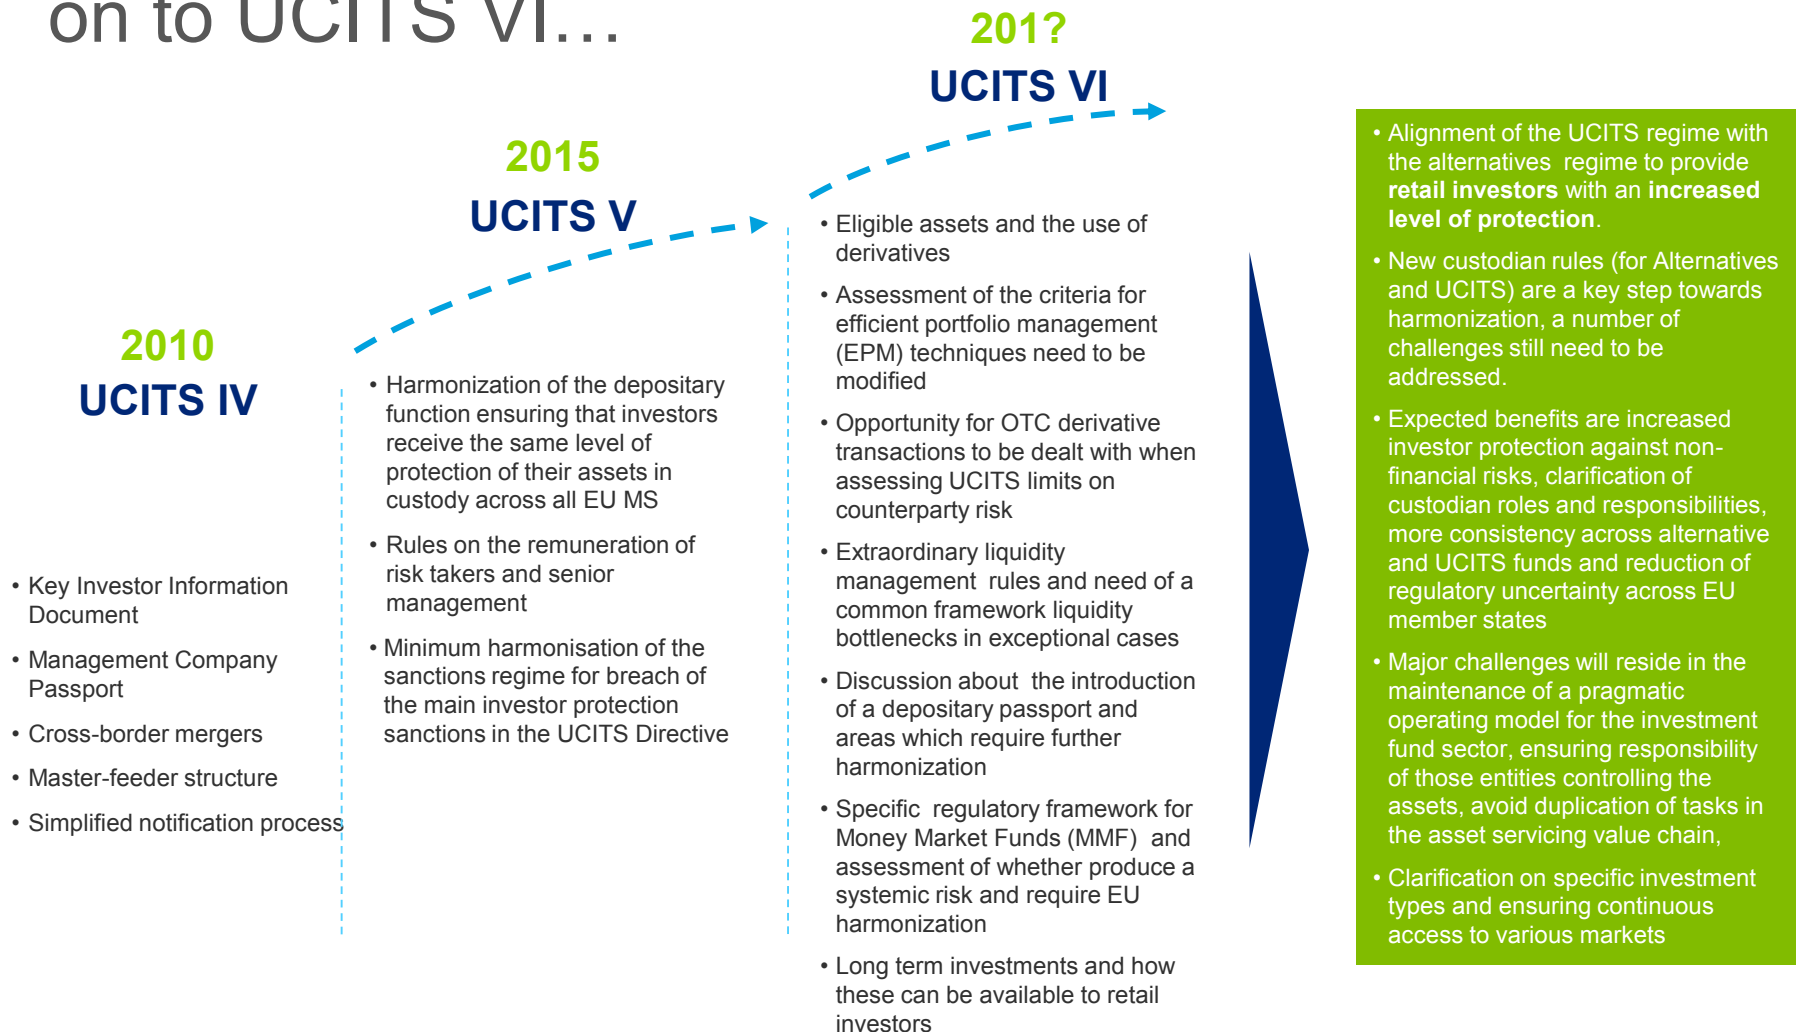 on to UCITS VI…
2010
UCITS IV
• Key Investor Information
Document
• Management Company
Passport
• Cross-border mergers
• Master-feeder structure
• Simplified notification process
2015
UCITS V
• Harmonization of the depositary
function ensuring that investors
receive the same level of
protection of their assets in
custody across all EU MS
• Rules on the remuneration of
risk takers and senior
management
• Minimum harmonisation of the
sanctions regime for breach of
the main investor protection
sanctions in the UCITS Directive
201?
UCITS VI
• Eligible assets and the use of
derivatives
• Assessment of the criteria for
efficient portfolio management
(EPM) techniques need to be
modified
• Opportunity for OTC derivative
transactions to be dealt with when
assessing UCITS limits on
counterparty risk
• Extraordinary liquidity
management rules and need of a
common framework liquidity
bottlenecks in exceptional cases
• Discussion about the introduction
of a depositary passport and
areas which require further
harmonization
• Specific regulatory framework for
Money Market Funds (MMF) and
assessment of whether produce a
systemic risk and require EU
harmonization
• Long term investments and how
these can be available to retail
investors
• Alignment of the UCITS regime with
the alternatives regime to provide
retail investors with an increased
level of protection.
• New custodian rules (for Alternatives
and UCITS) are a key step towards
harmonization, a number of
challenges still need to be
addressed.
• Expected benefits are increased
investor protection against non-
financial risks, clarification of
custodian roles and responsibilities,
more consistency across alternative
and UCITS funds and reduction of
regulatory uncertainty across EU
member states
• Major challenges will reside in the
maintenance of a pragmatic
operating model for the investment
fund sector, ensuring responsibility
of those entities controlling the
assets, avoid duplication of tasks in
the asset servicing value chain,
• Clarification on specific investment
types and ensuring continuous
access to various markets